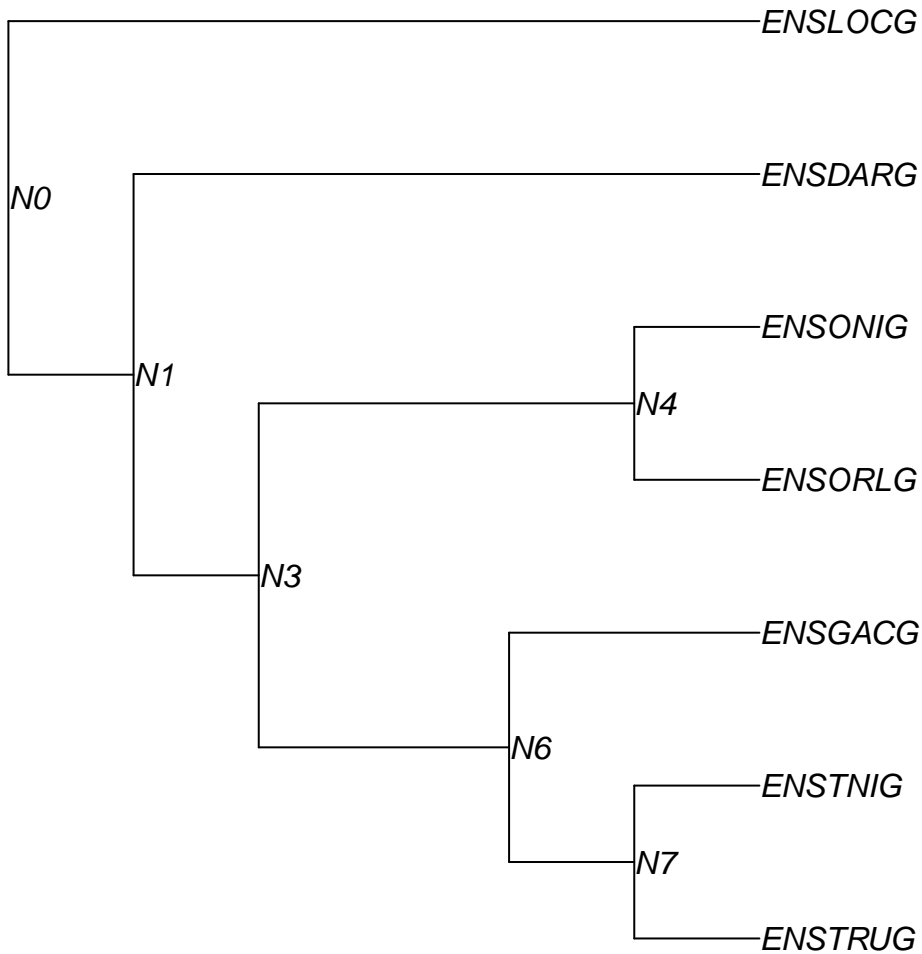 ENSLOCG
ENSDARG
N0
ENSONIG
N1
N4
ENSORLG
N3
ENSGACG
N6
ENSTNIG
N7
ENSTRUG